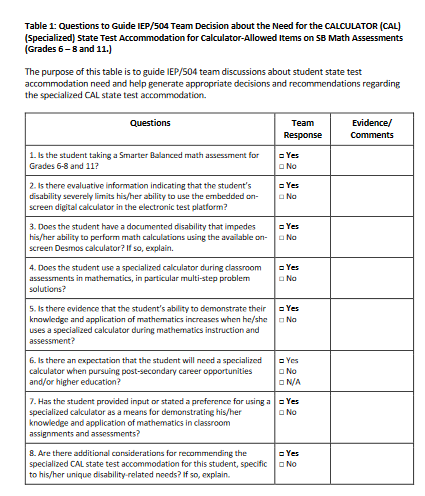 Table 1: Questions to Guide IEP/504 Team Decision about the Need for the CALCULATOR (CAL)
(Specialized) State Test Accommodation for Calculator-Allowed Items on SB Math Assessments
(Grades 6 – 8 and 11.)
The purpose of this table is to guide IEP/504 team discussions about student state test
accommodation need and help generate appropriate decisions and recommendations regarding
the specialized CAL state test accommodation.
Questions
Team
Response
Evidence/
Comments
1. Is the student taking a Smarter Balanced math assessment for
Grades 6-8 and 11?
□ Yes
□ No
2. Is there evaluative information indicating that the student's
disability severely limits his/her ability to use the embedded on-
screen digital calculator in the electronic test platform?
□ Yes
□ No
3. Does the student have a documented disability that impedes
his/her ability to perform math calculations using the available on-
screen Desmos calculator? If so, explain.
□ Yes
□ No
4. Does the student use a specialized calculator during classroom
assessments in mathematics, in particular multi-step problem
solutions?
□ Yes
□ No
5. Is there evidence that the student's ability to demonstrate their
knowledge and application of mathematics increases when he/she
uses a specialized calculator during mathematics instruction and
assessment?
□ Yes
□ No
6. Is there an expectation that the student will need a specialized
calculator when pursuing post-secondary career opportunities
and/or higher education?
□ Yes
□ No
□ N/A
7. Has the student provided input or stated a preference for using a
specialized calculator as a means for demonstrating his/her
knowledge and application of mathematics in classroom
assignments and assessments?
□ Yes
□ No
8. Are there additional considerations for recommending the
specialized CAL state test accommodation for this student, specific
to his/her unique disability-related needs? If so, explain.
□ Yes
□ No